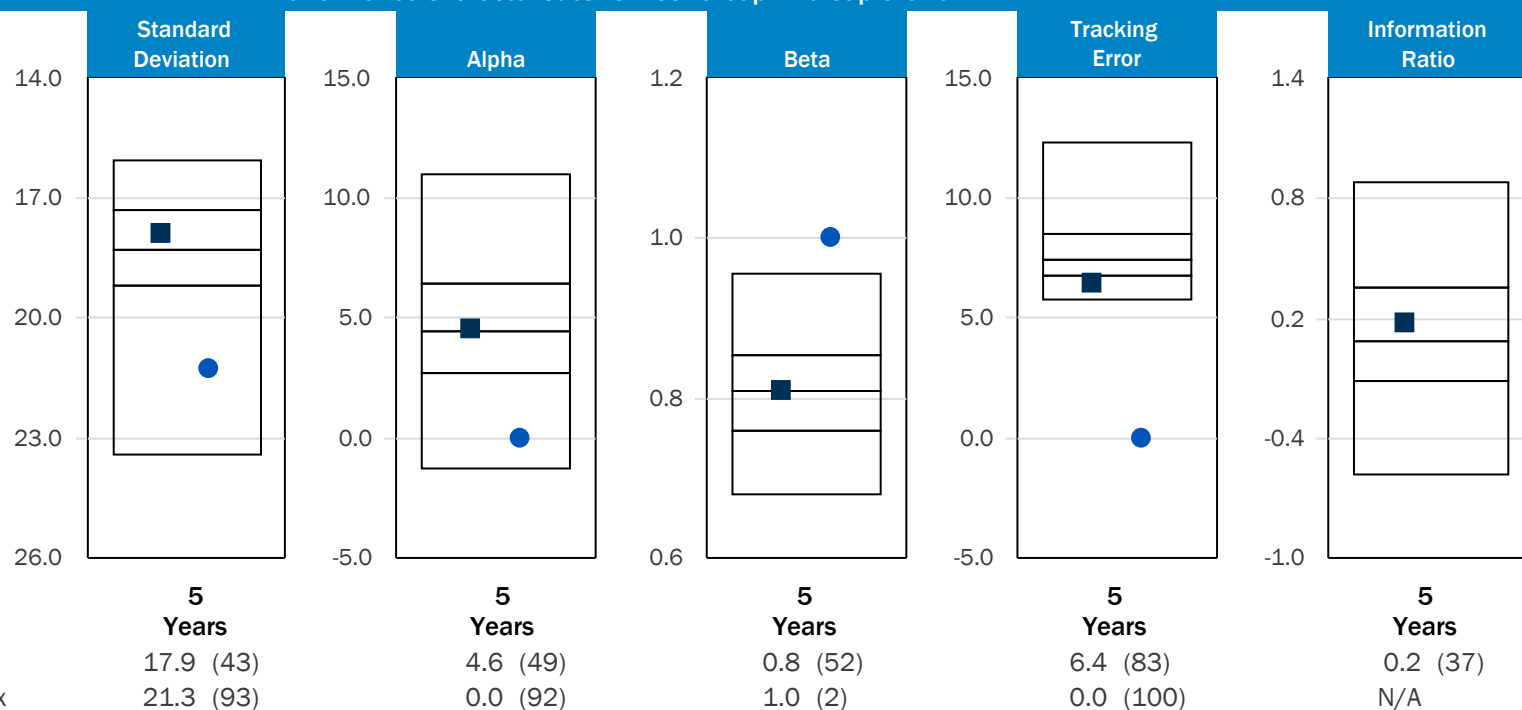 Standard Deviation
Alpha
Beta
Tracking Error
Information Ratio
14.0
17.0
20.0
23.0
26.0
15.0
10.0
5.0
0.0
-5.0
1.2
1.0
0.8
0.6
15.0
10.0
5.0
0.0
-5.0
1.4
0.8
0.2
-0.4
-1.0
5 Years
5 Years
5 Years
5 Years
5 Years
17.9 (43) 4.6 (49) 0.8 (52) 6.4 (83) 0.2 (37)
x 21.3 (93) 0.0 (92) 1.0 (2) 0.0 (100) N/A